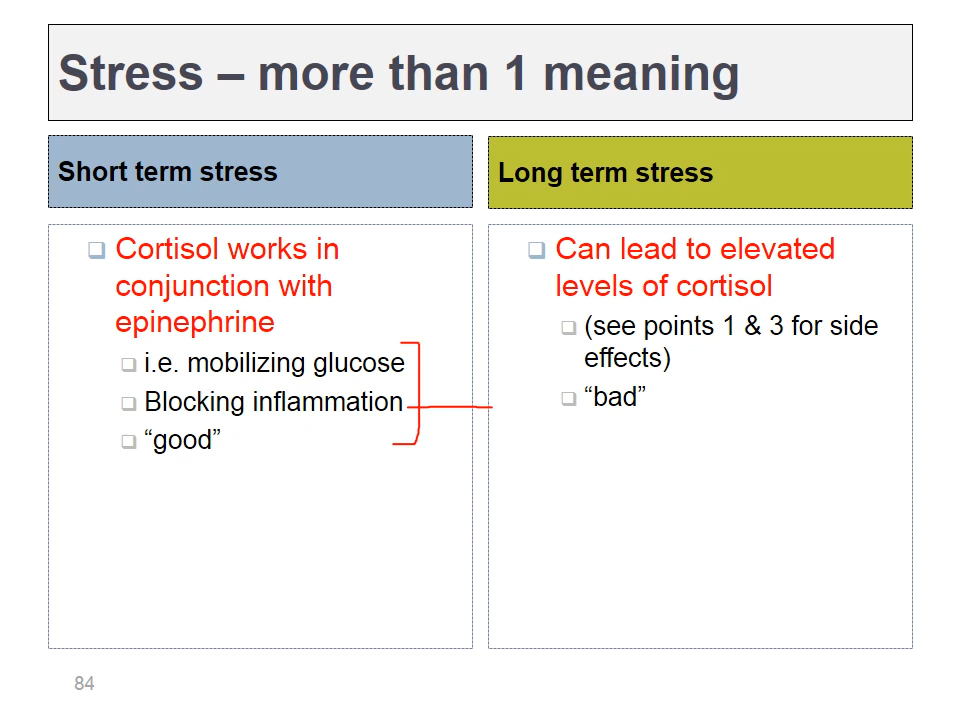 Stress – more than 1 meaning
Short term stress
Cortisol works in
conjunction with
epinephrine
i.e. mobilizing glucose
Blocking inflammation
“good”
Long term stress
Can lead to elevated
levels of cortisol
(see points 1 & 3 for side
effects)
“bad”
84